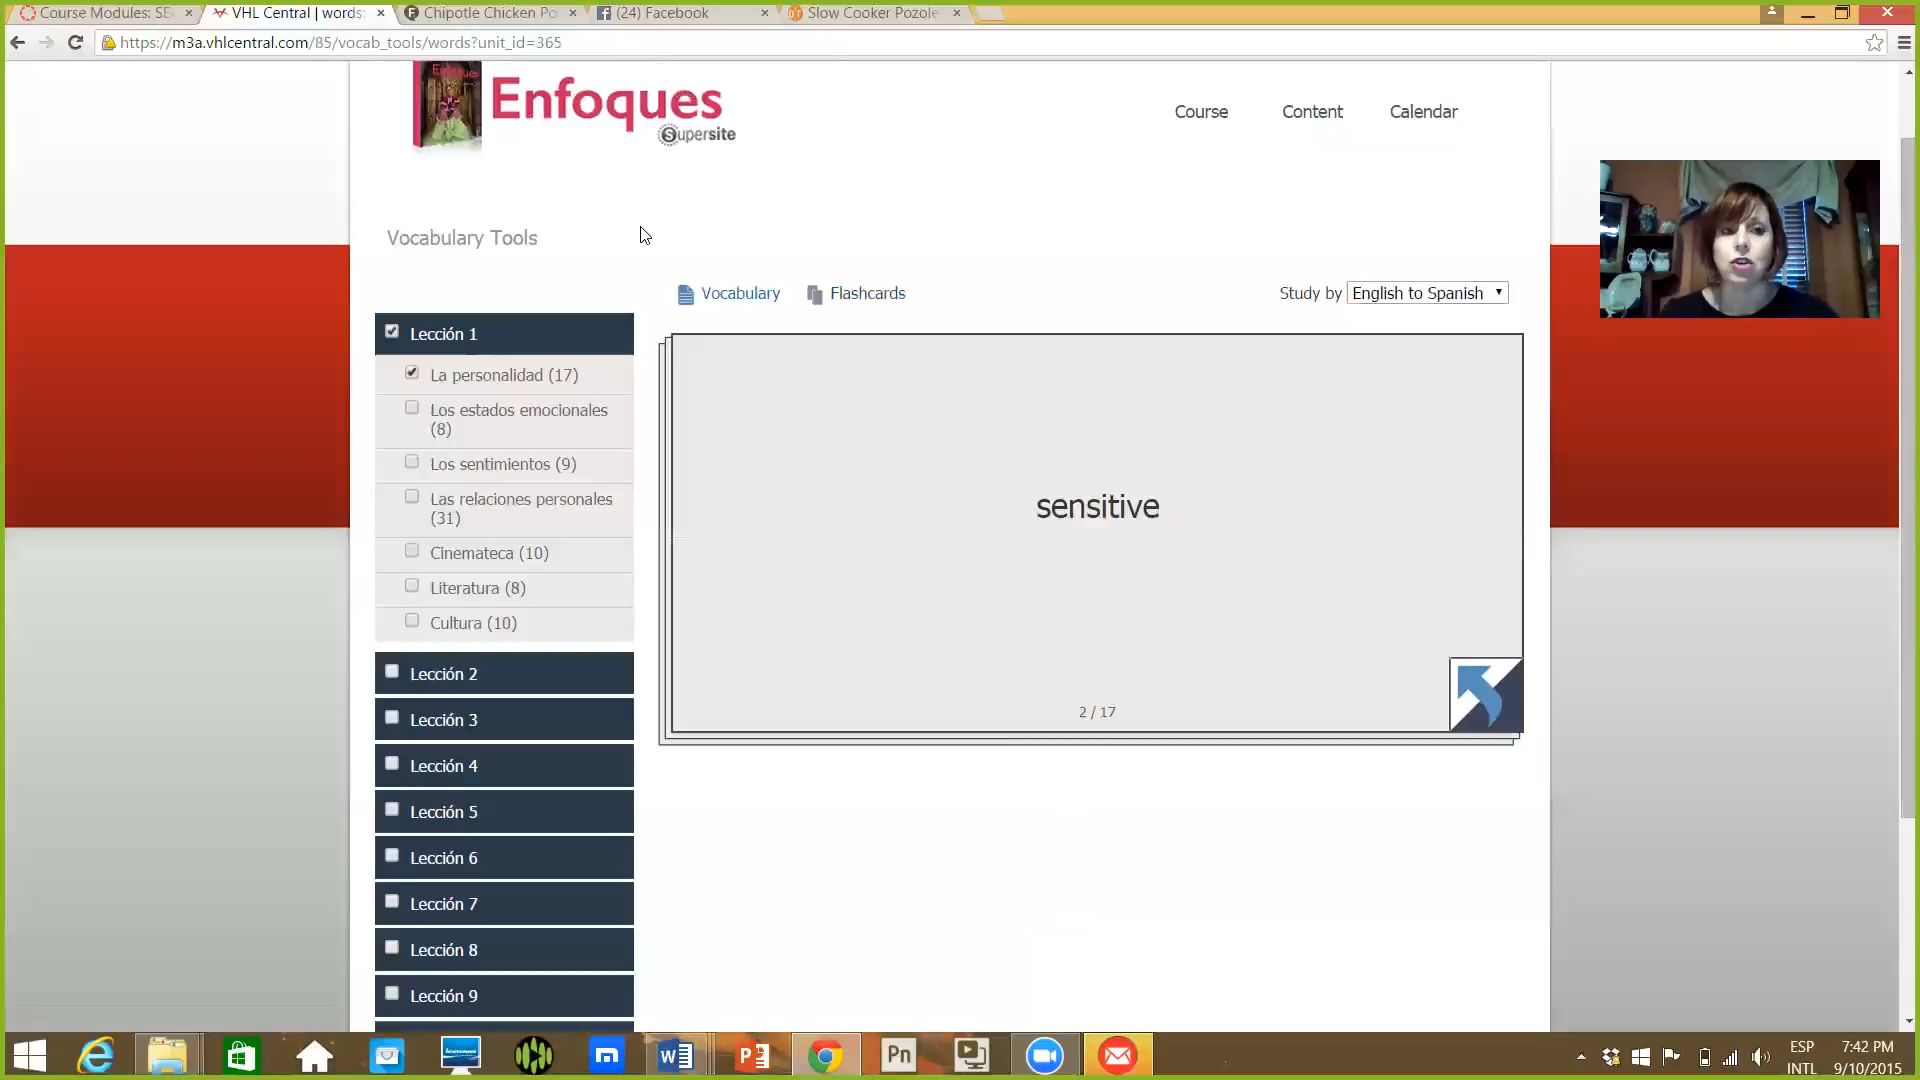 Course Modules: SE
VHL Central | words:
Chipotle Chicken Po
(24) Facebook
Slow Cooker Pozole
https://m3a.vhlcentral.com/85/vocab_tools/words?unit_id=365
Enfoques
Enfoques
Supersite
Course
Content
Calendar
Vocabulary Tools
Vocabulary
Flashcards
Study by English to Spanish
Lección 1
La personalidad (17)
Los estados emocionales
(8)
Los sentimientos (9)
Las relaciones personales
(31)
Cinemateca (10)
Literatura (8)
Cultura (10)
Lección 2
Lección 3
Lección 4
Lección 5
Lección 6
Lección 7
Lección 8
Lección 9
sensitive
2 / 17
Pn
ESP
INTL
7:42 PM
9/10/2015